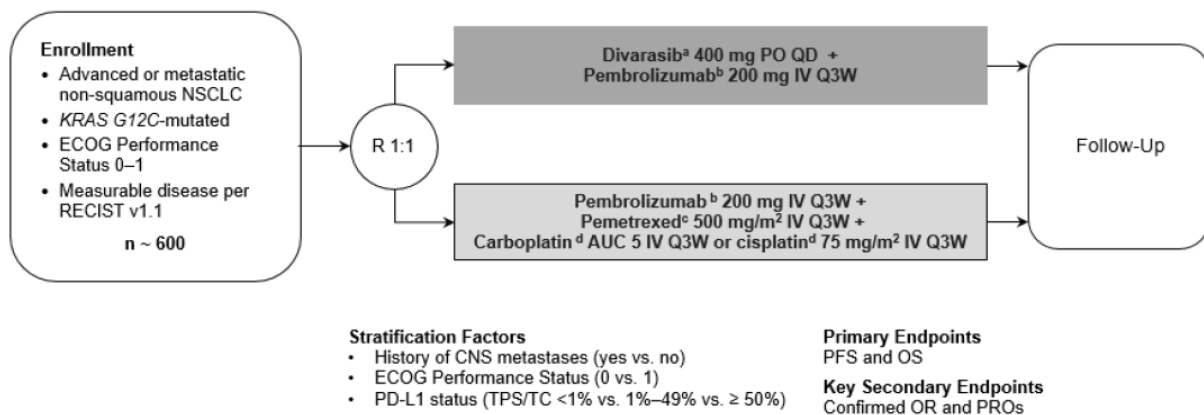 Enrollment
• Advanced or metastatic
non-squamous NSCLC
• KRAS G12C-mutated
• ECOG Performance
Status 0–1
• Measurable disease per
RECIST v1.1
n ~ 600
R 1:1
Divarasibᵃ 400 mg PO QD +
Pembrolizumabᵇ 200 mg IV Q3W
Pembrolizumab ᵇ 200 mg IV Q3W +
Pemetrexedᶜ 500 mg/m² IV Q3W +
Carboplatin ᵈ AUC 5 IV Q3W or cisplatinᵈ 75 mg/m² IV Q3W
Follow-Up
Stratification Factors
• History of CNS metastases (yes vs. no)
• ECOG Performance Status (0 vs. 1)
• PD-L1 status (TPS/TC <1% vs. 1%–49% vs. ≥ 50%)
Primary Endpoints
PFS and OS
Key Secondary Endpoints
Confirmed OR and PROs